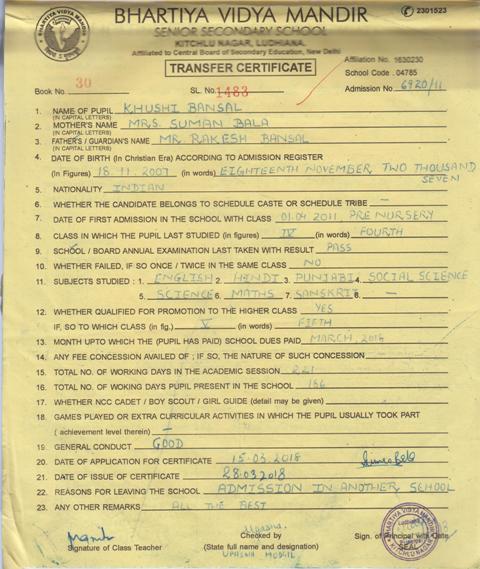 BHARTIYA VIDYA MANDIR
2301523
SENIOR SECONDARY SCHOOL
KITCHLU NAGAR, LUDHIANA.
Affiliated to Central Board of Secondary Education, New Delhi
TRANSFER CERTIFICATE
Affiliation No. 1630230
School Code : 04785
Book No. 30 SL No. 1483 Admission No 6920/11
1. NAME OF PUPIL KHUSHI BANSAL
(IN CAPITAL LETTERS)
2. MOTHER'S NAME MRS. SUMAN BALA
(IN CAPITAL LETTERS)
3. FATHERS / GUARDIAN'S NAME MR. RAKESH BANSAL
(IN CAPITAL LETTERS)
4. DATE OF BIRTH (In Christian Era) ACCORDING TO ADMISSION REGISTER
(In Figures) 18.11.2007 (in words) EIGHTEENTH NOVEMBER, TWO THOUSAND
SEVEN
5. NATIONALITY INDIAN
6. WHETHER THE CANDIDATE BELONGS TO SCHEDULE CASTE OR SCHEDULE TRIBE —
7. DATE OF FIRST ADMISSION IN THE SCHOOL WITH CLASS 01.04.2011, PRE NURSERY
8. CLASS IN WHICH THE PUPIL LAST STUDIED (in figures) IV (in words) FOURTH
9. SCHOOL / BOARD ANNUAL EXAMINATION LAST TAKEN WITH RESULT PASS
10. WHETHER FAILED, IF SO ONCE / TWICE IN THE SAME CLASS NO
11. SUBJECTS STUDIED : 1. ENGLISH 2. HINDI 3. PUNJABI 4. SOCIAL SCIENCE
5. SCIENCE 6. MATHS 7. SANSKRIT 8. —
12. WHETHER QUALIFIED FOR PROMOTION TO THE HIGHER CLASS YES
IF, SO TO WHICH CLASS (in fig.) V (in words) FIFTH
13. MONTH UPTO WHICH THE (PUPIL HAS PAID) SCHOOL DUES PAID MARCH, 2018
14. ANY FEE CONCESSION AVAILED OF ; IF SO, THE NATURE OF SUCH CONCESSION —
15. TOTAL NO. OF WORKING DAYS IN THE ACADEMIC SESSION 221
16. TOTAL NO. OF WOKING DAYS PUPIL PRESENT IN THE SCHOOL 186
17. WHETHER NCC CADET / BOY SCOUT / GIRL GUIDE (detail may be given) —
18. GAMES PLAYED OR EXTRA CURRICULAR ACTIVITIES IN WHICH THE PUPIL USUALLY TOOK PART
( achievement level therein) —
19. GENERAL CONDUCT GOOD
20. DATE OF APPLICATION FOR CERTIFICATE 15.03.2018
21. DATE OF ISSUE OF CERTIFICATE 28.03.2018
22. REASONS FOR LEAVING THE SCHOOL ADMISSION IN ANOTHER SCHOOL
23. ANY OTHER REMARKS ALL THE BEST
Signature of Class Teacher
Checked by
(State full name and designation)
Sign. of Principal with Date
SEAL